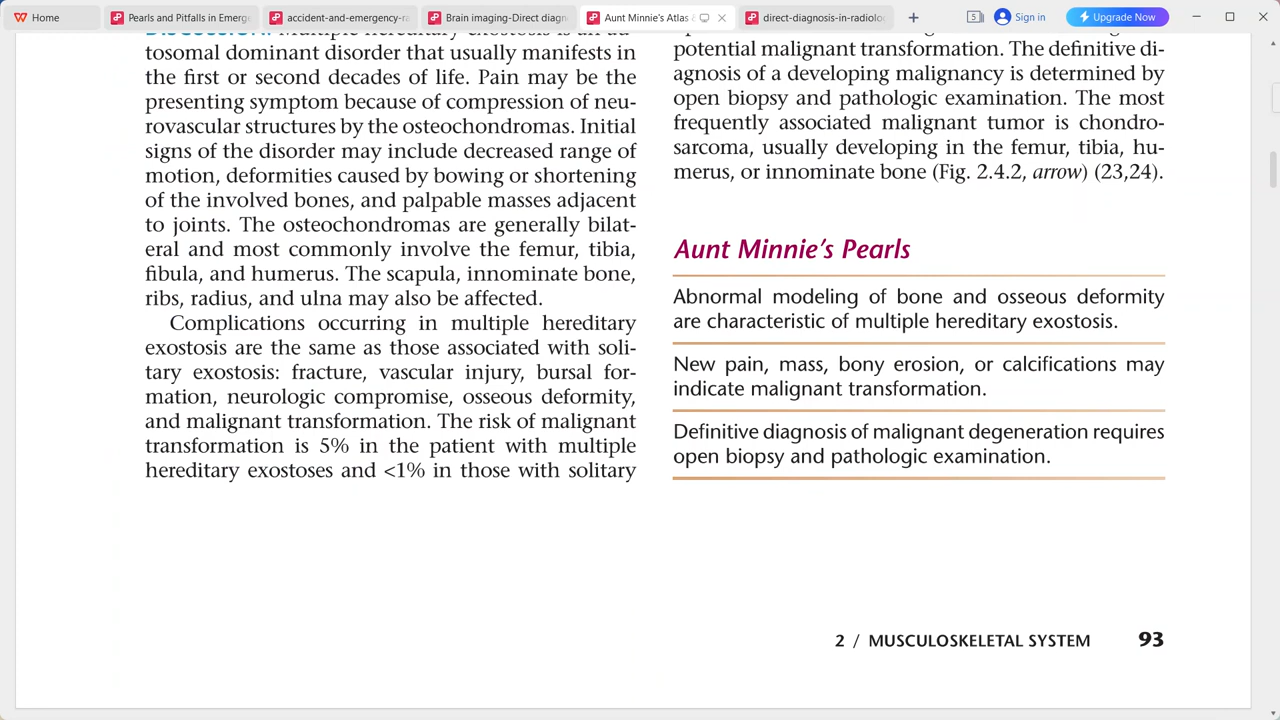 Home
Pearls and Pitfalls in Emerg
accident-and-emergency-ra
Brain imaging-Direct diagn
Aunt Minnie's Atlas
direct-diagnosis-in-radiolo
5
Sign in
Upgrade Now
DISCUSSION: Multiple hereditary exostosis is an au-
tosomal dominant disorder that usually manifests in
the first or second decades of life. Pain may be the
presenting symptom because of compression of neu-
rovascular structures by the osteochondromas. Initial
signs of the disorder may include decreased range of
motion, deformities caused by bowing or shortening
of the involved bones, and palpable masses adjacent
to joints. The osteochondromas are generally bilat-
eral and most commonly involve the femur, tibia,
fibula, and humerus. The scapula, innominate bone,
ribs, radius, and ulna may also be affected.
Complications occurring in multiple hereditary
exostosis are the same as those associated with soli-
tary exostosis: fracture, vascular injury, bursal for-
mation, neurologic compromise, osseous deformity,
and malignant transformation. The risk of malignant
transformation is 5% in the patient with multiple
hereditary exostoses and <1% in those with solitary
potential malignant transformation. The definitive di-
agnosis of a developing malignancy is determined by
open biopsy and pathologic examination. The most
frequently associated malignant tumor is chondro-
sarcoma, usually developing in the femur, tibia, hu-
merus, or innominate bone (Fig. 2.4.2, arrow) (23,24).
Aunt Minnie's Pearls
Abnormal modeling of bone and osseous deformity
are characteristic of multiple hereditary exostosis.
New pain, mass, bony erosion, or calcifications may
indicate malignant transformation.
Definitive diagnosis of malignant degeneration requires
open biopsy and pathologic examination.
2 / MUSCULOSKELETAL SYSTEM 93